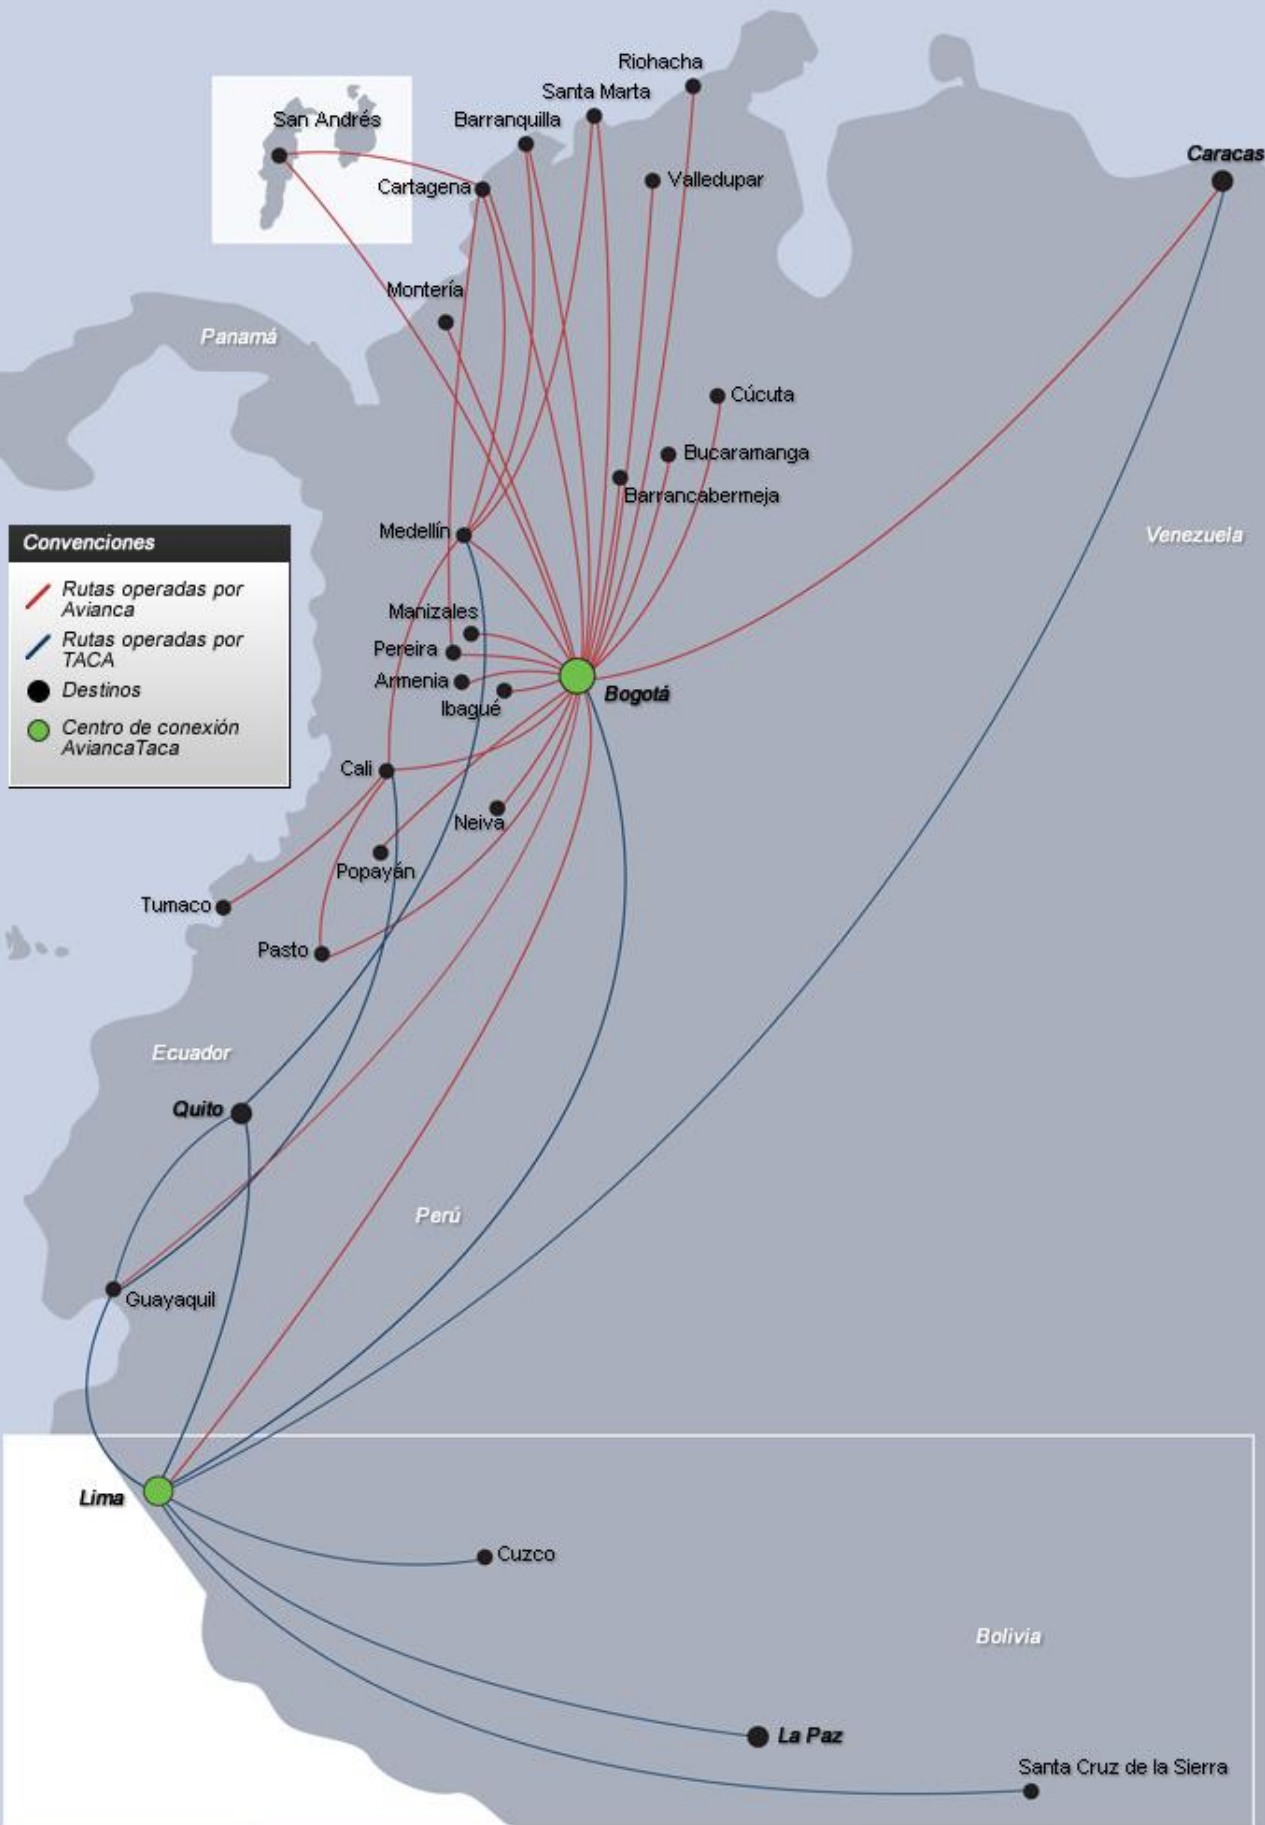 Riohacha
Santa Marta
San Andrés
Barranquilla
Caracas
Cartagena
Valledupar
Montería
Panamá
Cúcuta
Bucaramanga
Barrancabermeja
Medellín
Venezuela
Convenciones
Rutas operadas por
Avianca
Rutas operadas por
TACA
Destinos
Centro de conexión
AviancaTaca
Manizales
Pereira
Armenia
Ibagué
Bogotá
Cali
Neiva
Popayán
Tumaco
Pasto
Ecuador
Quito
Perú
Guayaquil
Lima
Cuzco
Bolivia
La Paz
Santa Cruz de la Sierra